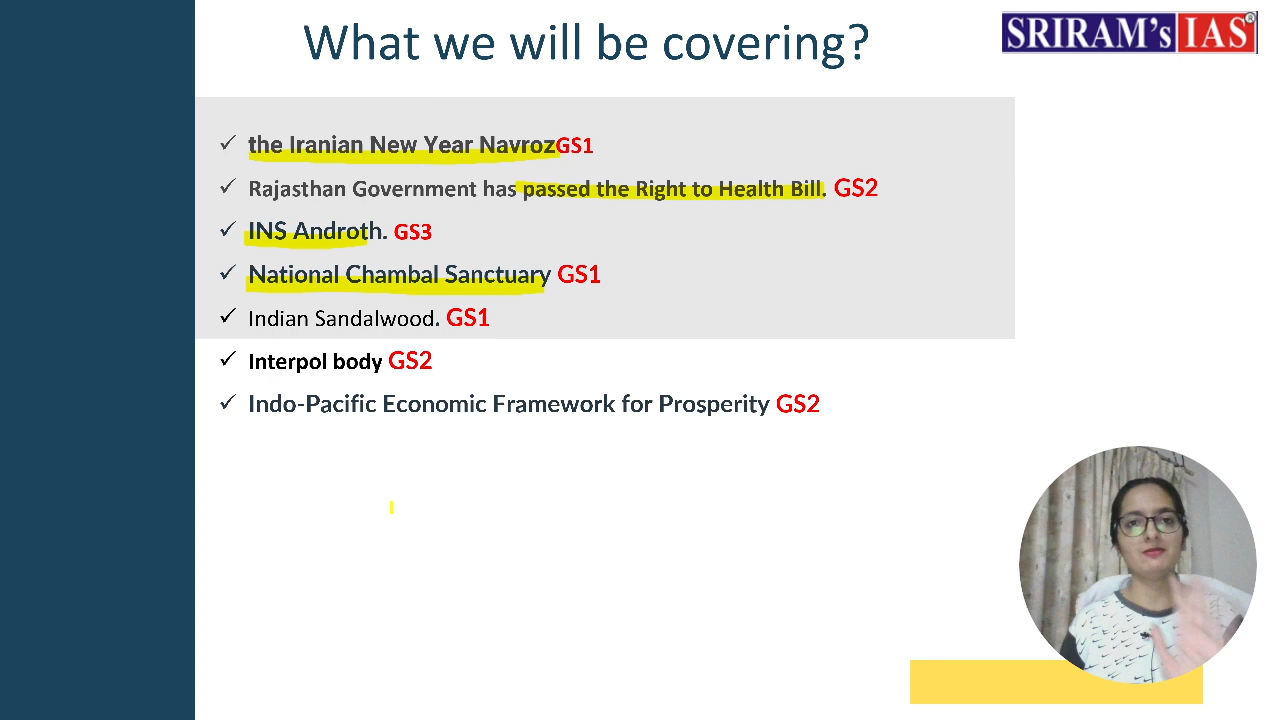 What we will be covering?
SRIRAM's IAS ®
✓ the Iranian New Year NavrozGS1
✓ Rajasthan Government has passed the Right to Health Bill. GS2
✓ INS Androth. GS3
✓ National Chambal Sanctuary GS1
✓ Indian Sandalwood. GS1
✓ Interpol body GS2
✓ Indo-Pacific Economic Framework for Prosperity GS2